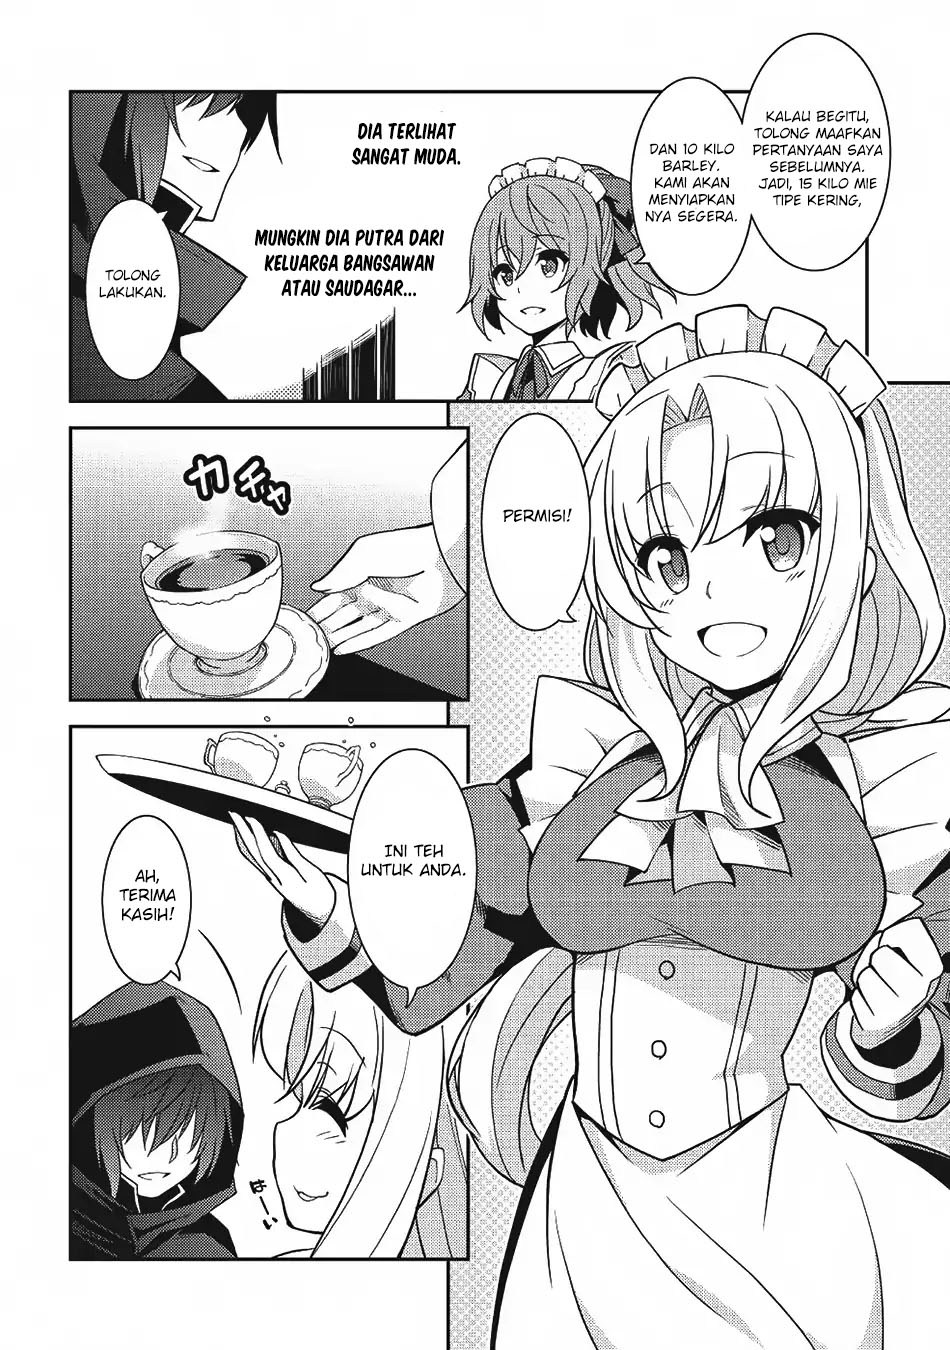 KALAU BEGITU,
TOLONG MAAFKAN
PERTANYAAN SAYA
SEBELUMNYA.
JADI, 15 KILO MIE
TIPE KERING,
DAN 10 KILO
BARLEY.
KAMI AKAN
MENYIAPKAN
NYA SEGERA.
DIA TERLIHAT
SANGAT MUDA.
MUNGKIN DIA PUTRA DARI
KELUARGA BANGSAWAN
ATAU SAUDAGAR...
TOLONG
LAKUKAN.
PERMISI!
カチャ
INI TEH
UNTUK ANDA.
AH,
TERIMA
KASIH!
はーい